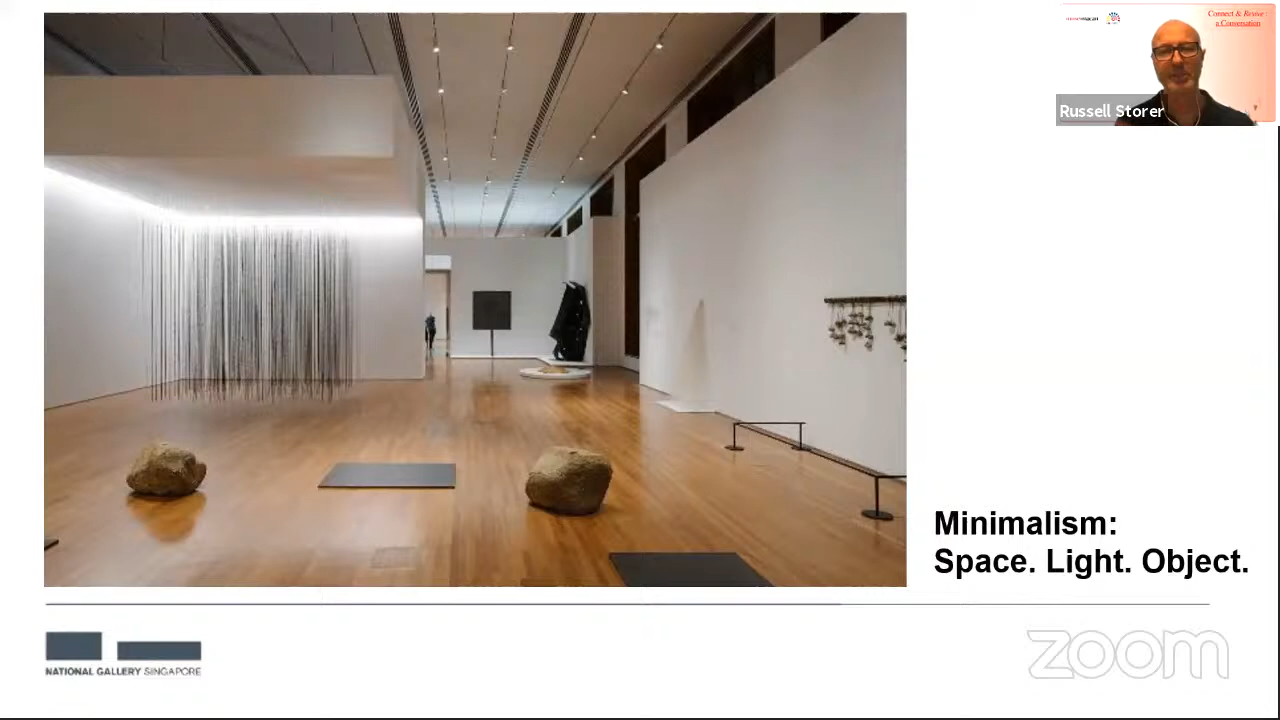 Connect & Revive :
a Conversation
Russell Storer
Minimalism:
Space. Light. Object.
NATIONAL GALLERY SINGAPORE
zoom